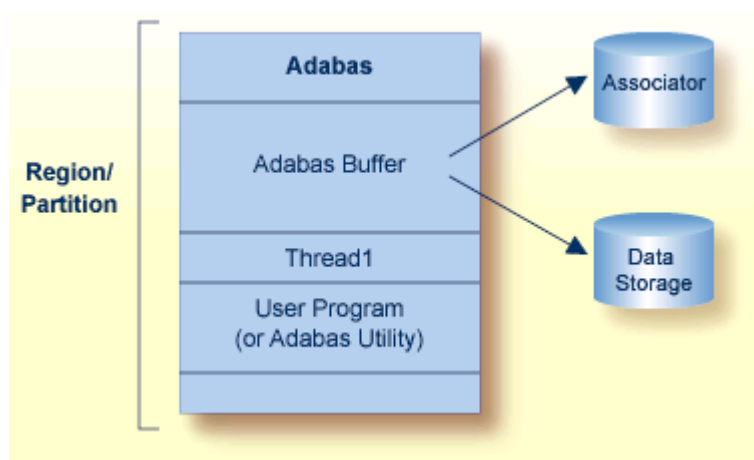 Region/
Partition
Adabas
Adabas Buffer
Thread1
User Program
(or Adabas Utility)
Associator
Data
Storage